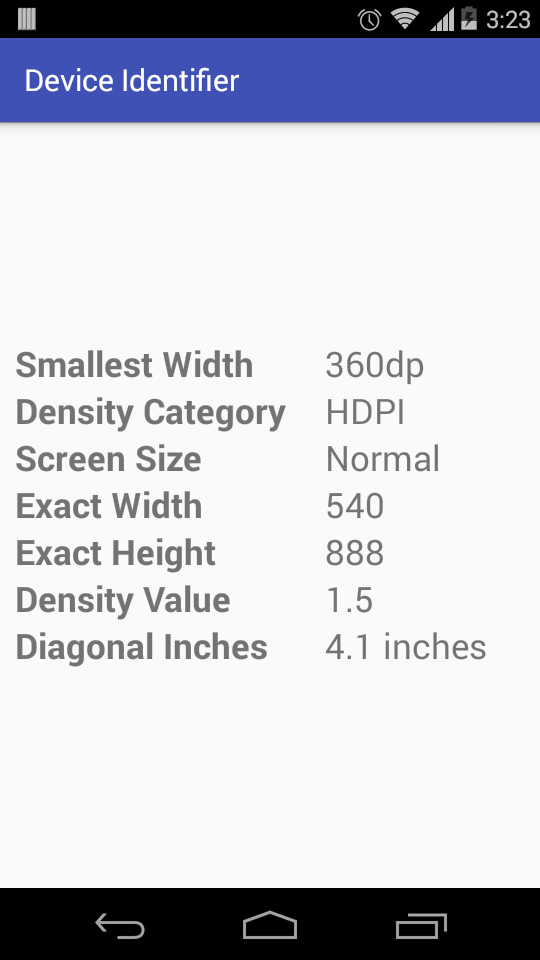 3:23
Device Identifier
Smallest Width 360dp
Density Category HDPI
Screen Size Normal
Exact Width 540
Exact Height 888
Density Value 1.5
Diagonal Inches 4.1 inches